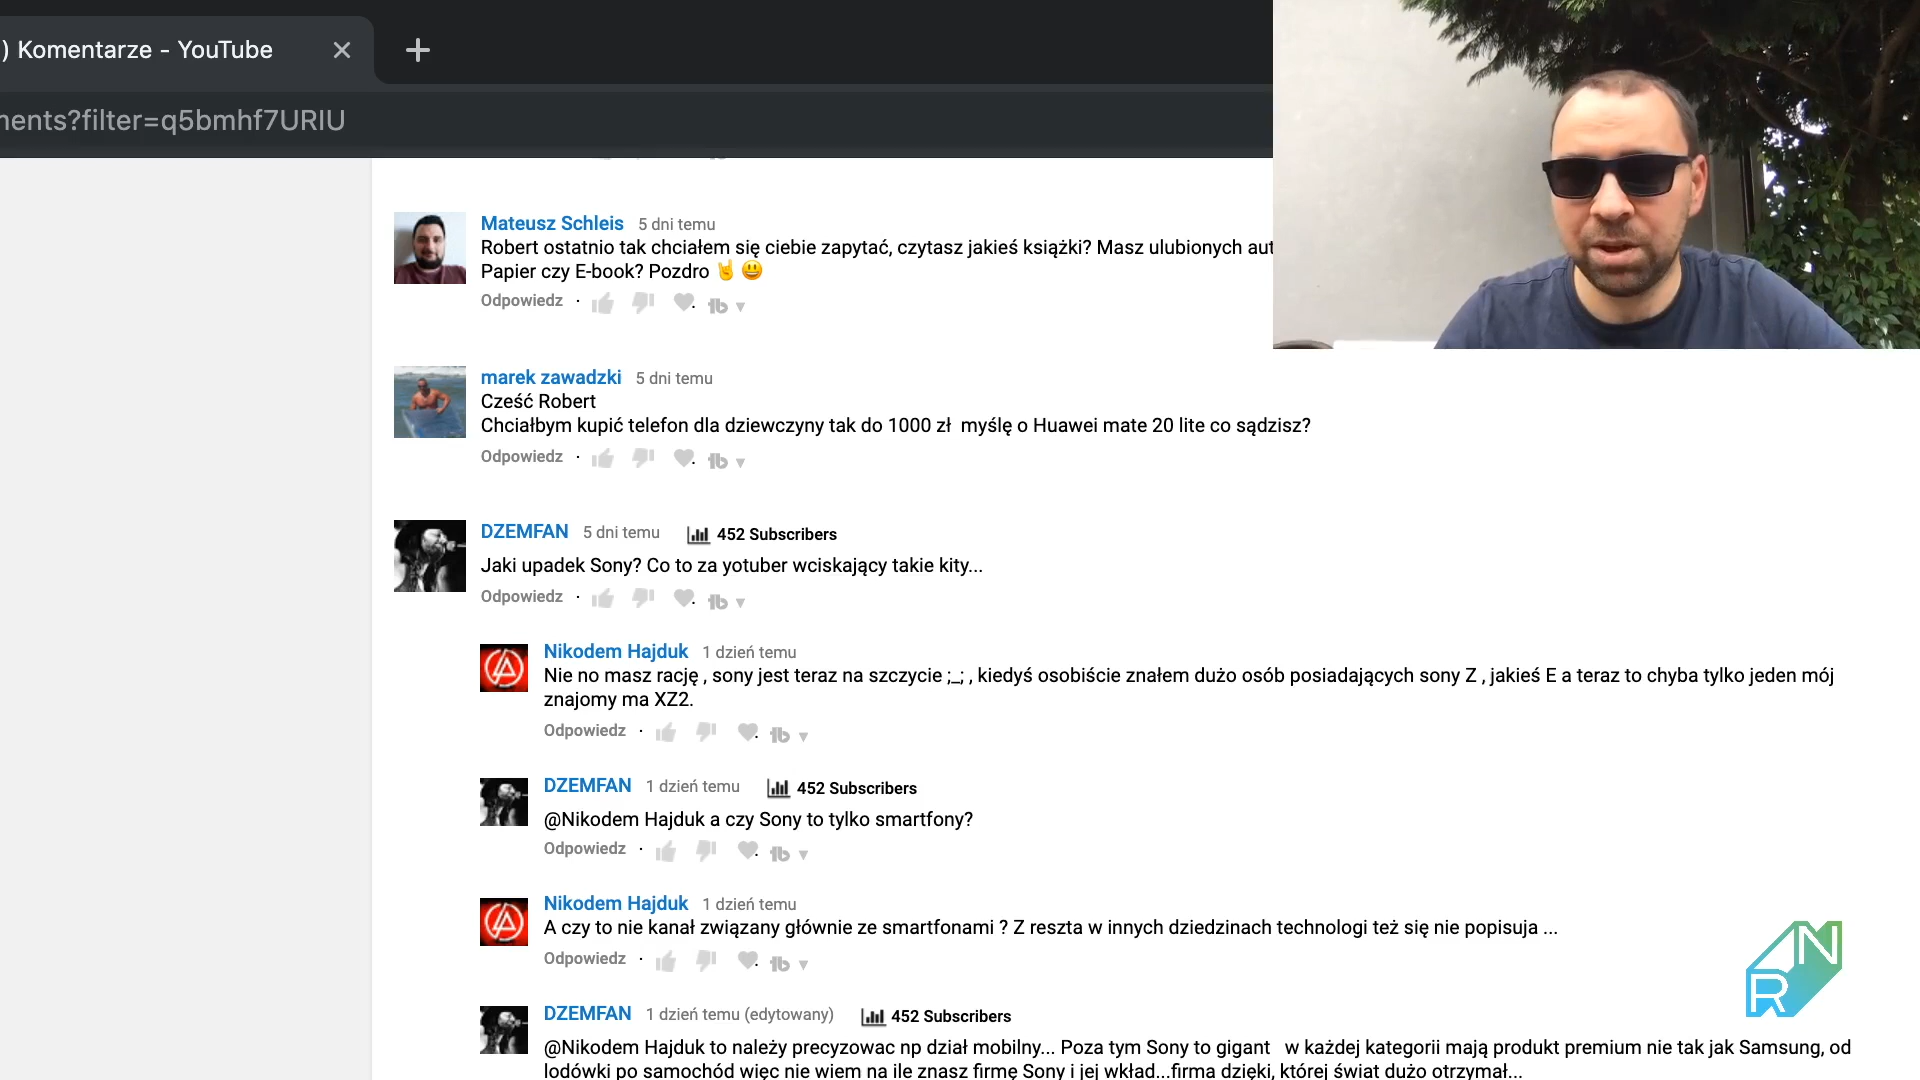 ) Komentarze - YouTube
ments?filter=q5bmhf7URIU
Mateusz Schleis 5 dni temu
Robert ostatnio tak chciałem się ciebie zapytać, czytasz jakieś książki? Masz ulubionych aut
Papier czy E-book? Pozdro 🤘 😃
Odpowiedz ·
marek zawadzki 5 dni temu
Cześć Robert
Chciałbym kupić telefon dla dziewczyny tak do 1000 zł myślę o Huawei mate 20 lite co sądzisz?
Odpowiedz ·
DZEMFAN 5 dni temu 452 Subscribers
Jaki upadek Sony? Co to za yotuber wciskający takie kity...
Odpowiedz ·
Nikodem Hajduk 1 dzień temu
Nie no masz rację , sony jest teraz na szczycie ;_; , kiedyś osobiście znałem dużo osób posiadających sony Z , jakieś E a teraz to chyba tylko jeden mój
znajomy ma XZ2.
Odpowiedz ·
DZEMFAN 1 dzień temu 452 Subscribers
@Nikodem Hajduk a czy Sony to tylko smartfony?
Odpowiedz ·
Nikodem Hajduk 1 dzień temu
A czy to nie kanał związany głównie ze smartfonami ? Z reszta w innych dziedzinach technologi też się nie popisuja ...
Odpowiedz ·
DZEMFAN 1 dzień temu (edytowany) 452 Subscribers
@Nikodem Hajduk to należy precyzowac np dział mobilny... Poza tym Sony to gigant w każdej kategorii mają produkt premium nie tak jak Samsung, od
lodówki po samochód więc nie wiem na ile znasz firmę Sony i jej wkład...firma dzięki, której świat dużo otrzymał...
RN